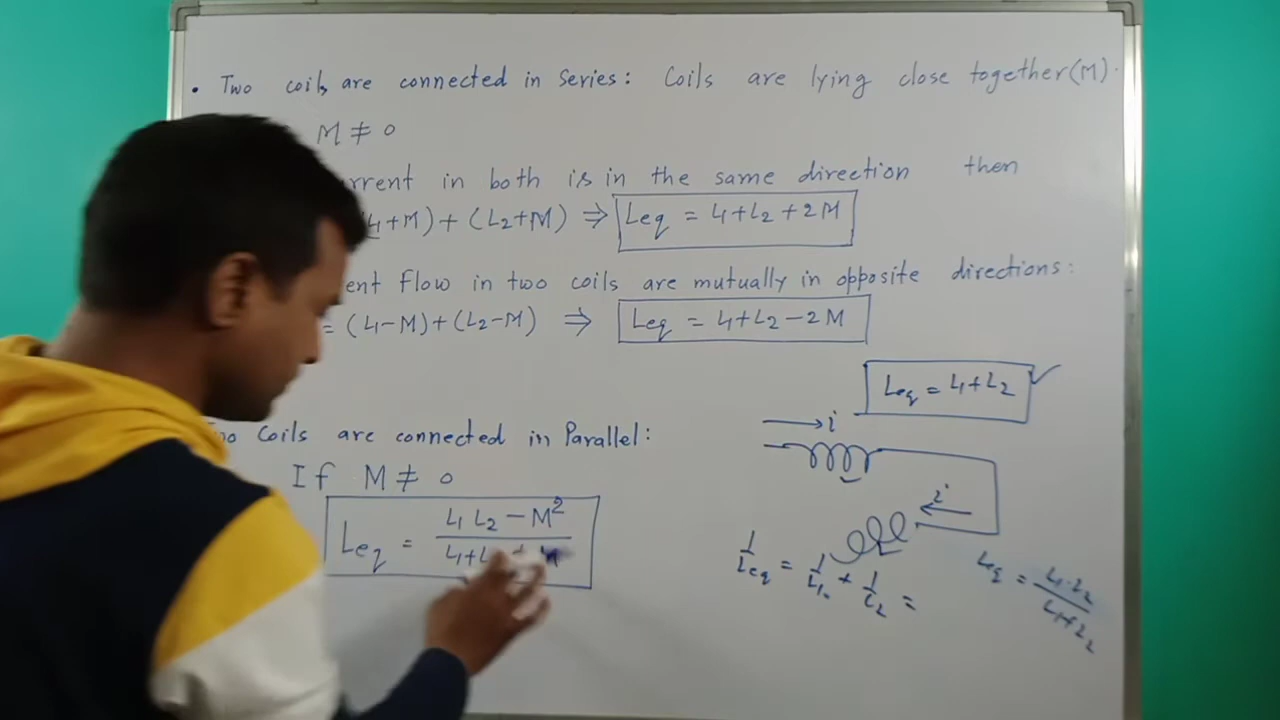 • Two coils are connected in Series: Coils are lying close together(M).
M ≠ 0
rrent in both is in the same direction then
L1+M) + (L2+M) ⇒ Leq = L1+L2+2M
ent Flow in two coils are mutually in opposite directions:
= (L1-M)+(L2-M) ⇒ Leq = L1+L2-2M
Leq = L1+L2 ✓
i
coils are connected in Parallel:
If M ≠ 0
i
Leq = L1 L2 - M² / L1+L
1/Leq = 1/L1 + 1/L2 =
Leq = L1·L2 / L1+L2